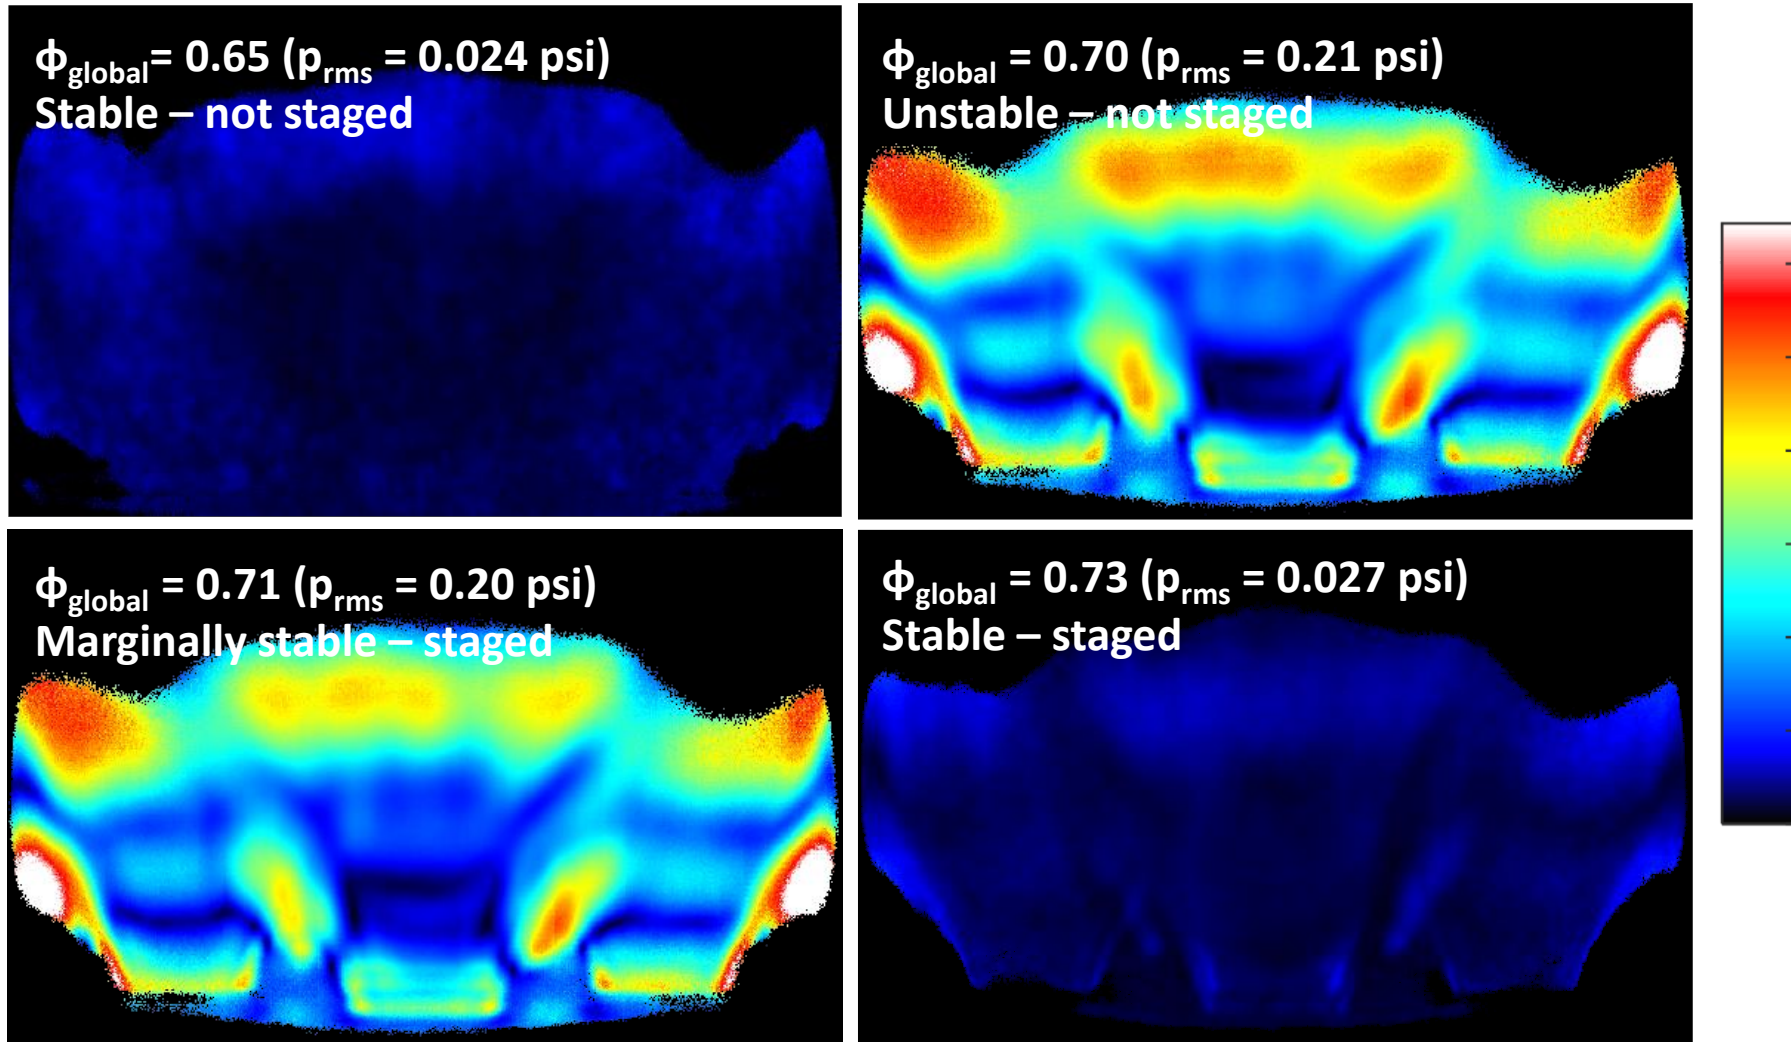 ϕglobal= 0.65 (prms = 0.024 psi)
Stable – not staged
ϕglobal = 0.70 (prms = 0.21 psi)
Unstable – not staged
ϕglobal = 0.71 (prms = 0.20 psi)
Marginally stable – staged
ϕglobal = 0.73 (prms = 0.027 psi)
Stable – staged